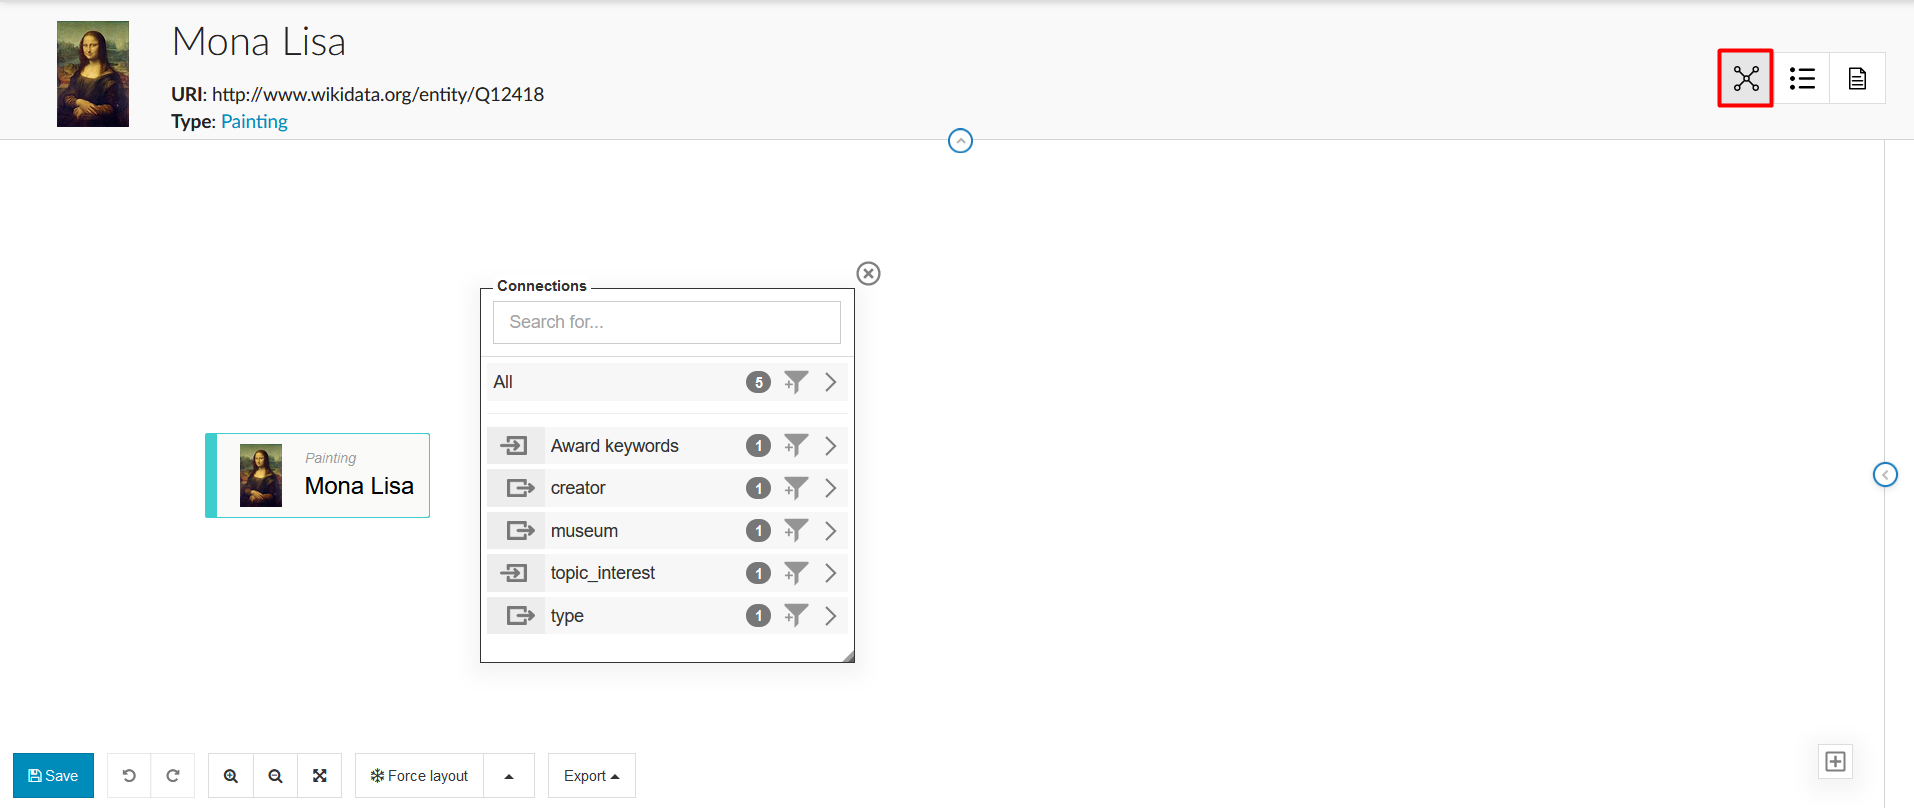 Mona Lisa
URI: http://www.wikidata.org/entity/Q12418
Type: Painting
Connections
Search for...
All 5
Award keywords 1
creator 1
museum 1
topic_interest 1
type 1
Painting
Mona Lisa
Save
Force layout
Export